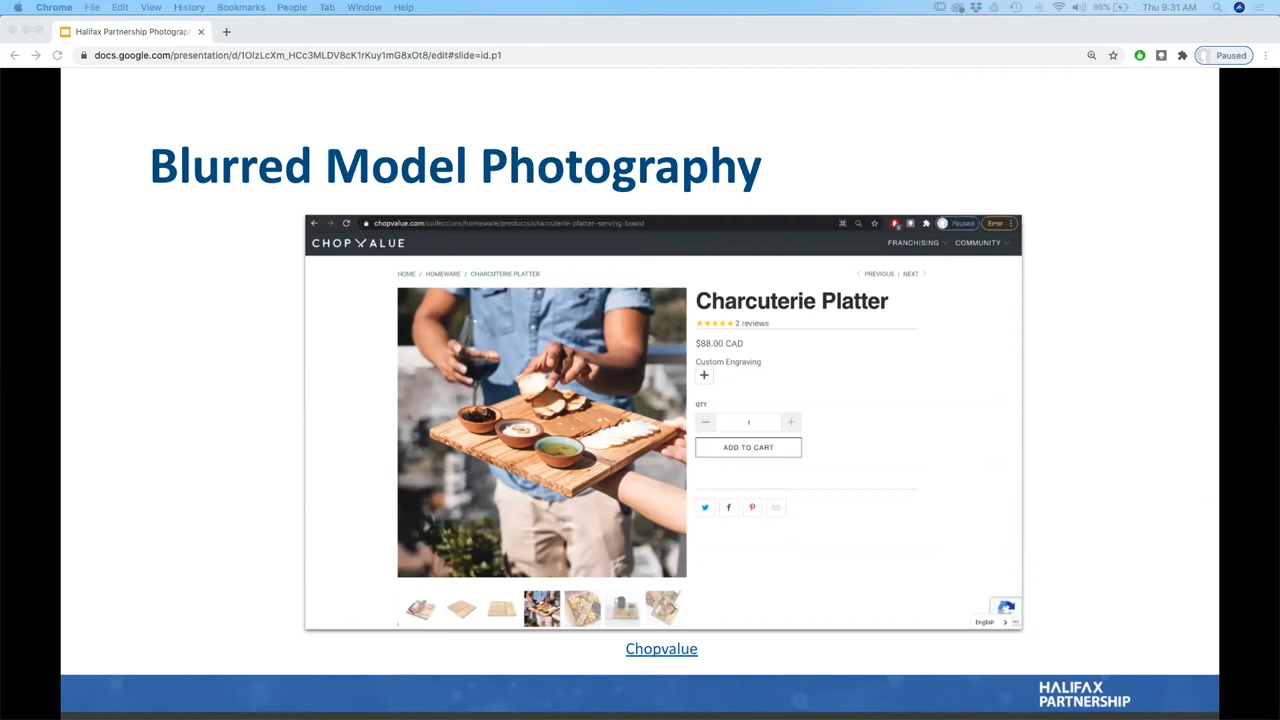 Chrome File Edit View History Bookmarks People Tab Window Help 95% Thu 9:31 AM
Halifax Partnership Photograph
docs.google.com/presentation/d/1OIzLcXm_HCc3MLDV8cK1rKuy1mG8xOt8/edit#slide=id.p1 Paused
Blurred Model Photography
chopvalue.com/collections/homeware/products/charcuterie-platter-serving-board Paused Error
CHOPVALUE FRANCHISING COMMUNITY
HOME / HOMEWARE / CHARCUTERIE PLATTER PREVIOUS | NEXT
Charcuterie Platter
2 reviews
$88.00 CAD
Custom Engraving
+
QTY
1
ADD TO CART
English
Chopvalue
HALIFAX
PARTNERSHIP